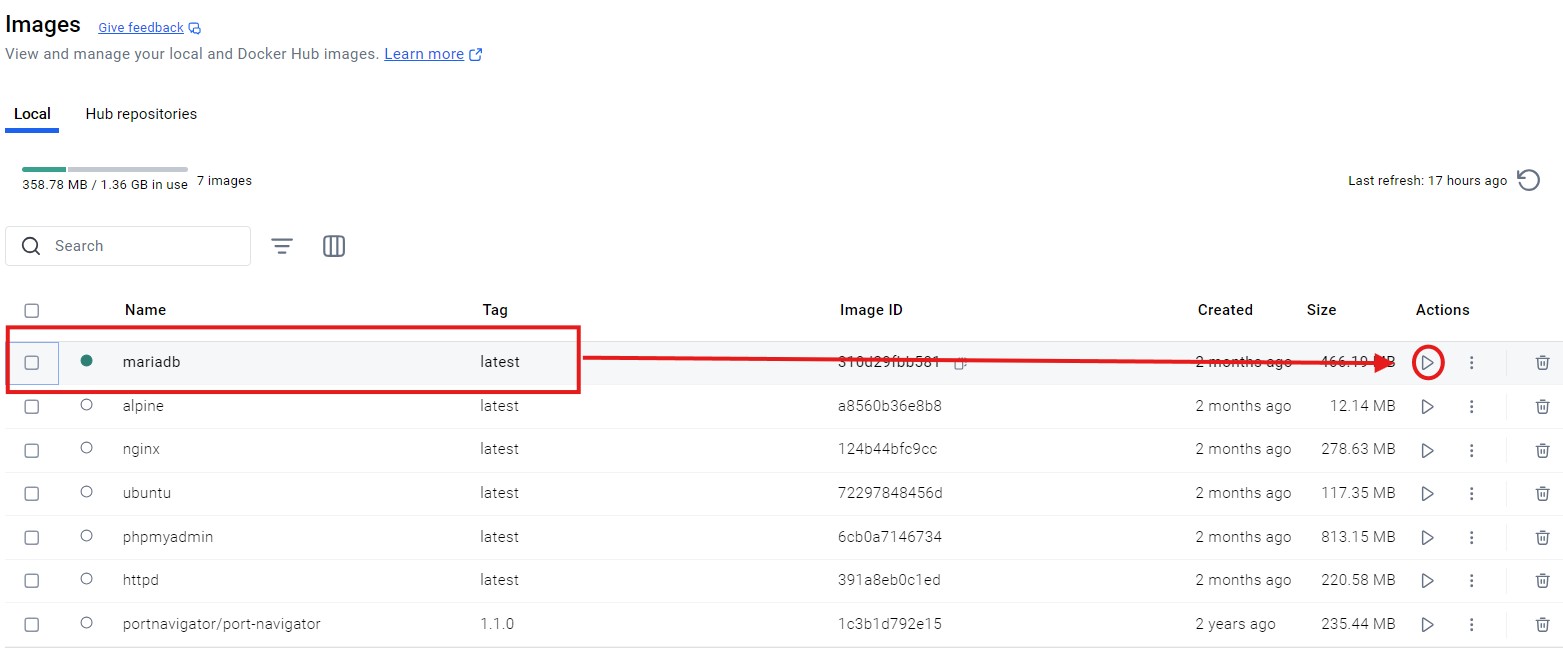 Images Give feedback
View and manage your local and Docker Hub images. Learn more
Local Hub repositories
358.78 MB / 1.36 GB in use 7 images Last refresh: 17 hours ago
Search
Name Tag Image ID Created Size Actions
mariadb latest 310d29fbb581 2 months ago 466.19 MB
alpine latest a8560b36e8b8 2 months ago 12.14 MB
nginx latest 124b44bfc9cc 2 months ago 278.63 MB
ubuntu latest 72297848456d 2 months ago 117.35 MB
phpmyadmin latest 6cb0a7146734 2 months ago 813.15 MB
httpd latest 391a8eb0c1ed 2 months ago 220.58 MB
portnavigator/port-navigator 1.1.0 1c3b1d792e15 2 years ago 235.44 MB